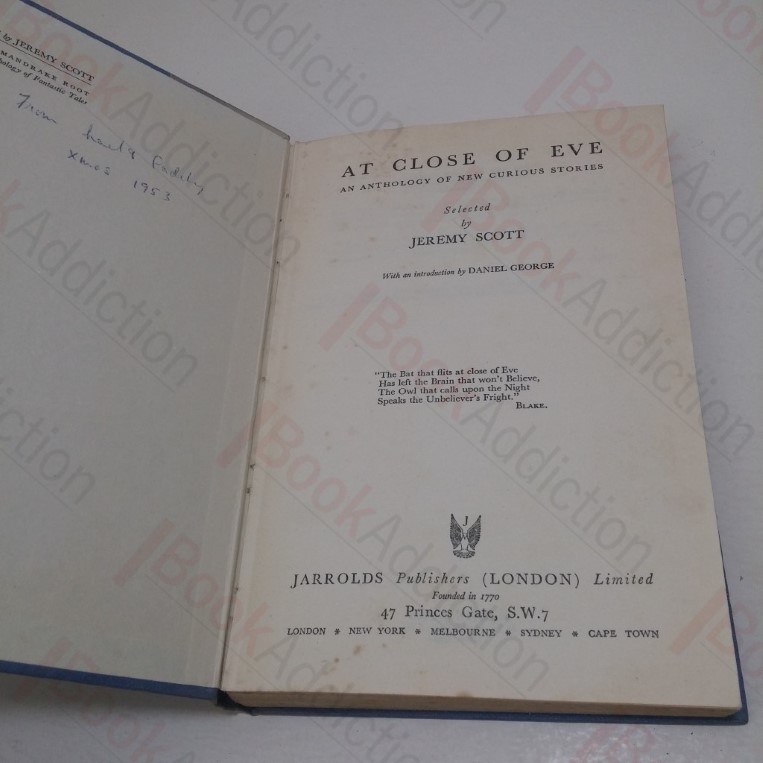 by JEREMY SCOTT
MANDRAKE ROOT
of Fantastic Tales
From
Xmas 1953
AT CLOSE OF EVE
AN ANTHOLOGY OF NEW CURIOUS STORIES
Selected
by
JEREMY SCOTT
With an introduction by DANIEL GEORGE
"The Bat that flits at close of Eve
Has left the Brain that won't Believe,
The Owl that calls upon the Night
Speaks the Unbeliever's Fright."
BLAKE.
J
JARROLDS Publishers (LONDON) Limited
Founded in 1770
47 Princes Gate, S.W.7
LONDON * NEW YORK * MELBOURNE * SYDNEY * CAPE TOWN
BookAddiction